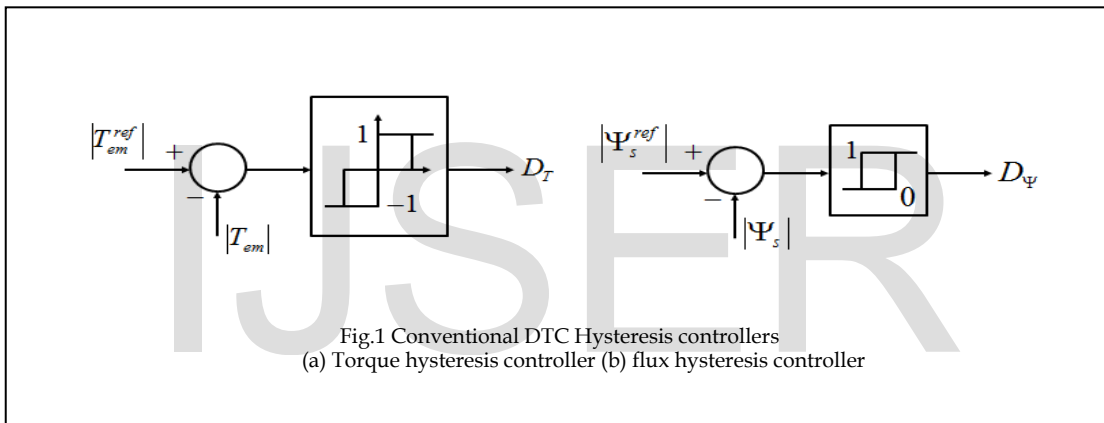 |T_em^ref| + − |T_em| 1 −1 D_T
|Ψ_s^ref| + − |Ψ_s| 1 0 D_Ψ
IJSER
Fig.1 Conventional DTC Hysteresis controllers
(a) Torque hysteresis controller (b) flux hysteresis controller